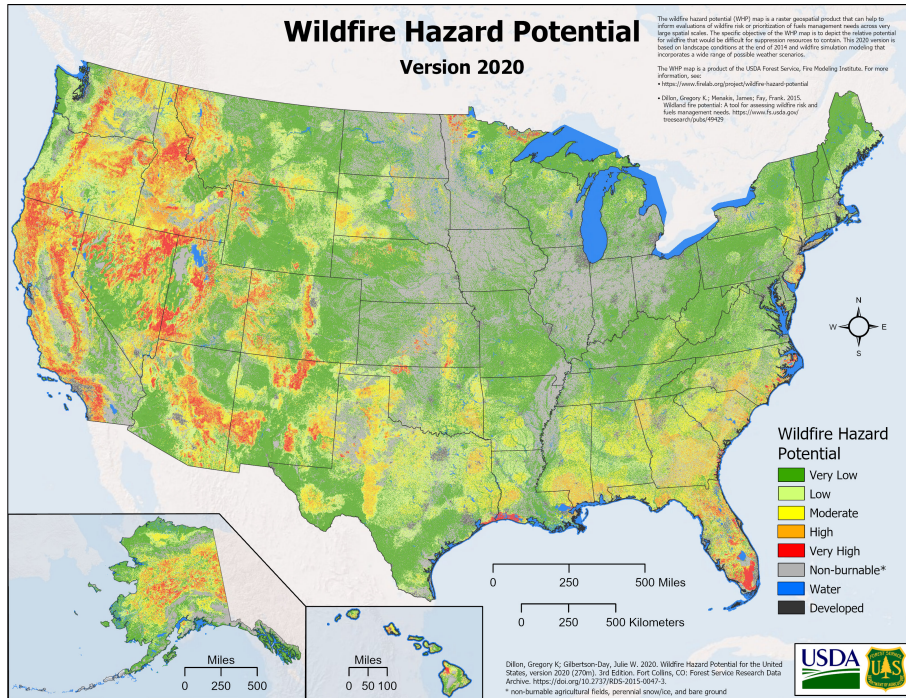 Wildfire Hazard Potential
Version 2020
The wildfire hazard potential (WHP) map is a raster geospatial product that can help to
inform evaluations of wildfire risk or prioritization of fuels management needs across very
large spatial scales. The specific objective of the WHP map is to depict the relative potential
for wildfire that would be difficult for suppression resources to contain. This 2020 version is
based on landscape conditions at the end of 2014 and wildfire simulation modeling that
incorporates a wide range of possible weather scenarios.
The WHP map is a product of the USDA Forest Service, Fire Modeling Institute. For more
information, see:
• https://www.firelab.org/project/wildfire-hazard-potential
• Dillon, Gregory K.; Menakis, James; Fay, Frank. 2015.
Wildland fire potential: A tool for assessing wildfire risk and
fuels management needs. https://www.fs.usda.gov/
treesearch/pubs/49429
N
W
E
S
Wildfire Hazard
Potential
Very Low
Low
Moderate
High
Very High
Non-burnable*
Water
Developed
0 250 500 Miles
0 250 500 Kilometers
Miles
0 250 500
Miles
0 50 100
Dillon, Gregory K; Gilbertson-Day, Julie W. 2020. Wildfire Hazard Potential for the United
States, version 2020 (270m). 3rd Edition. Fort Collins, CO: Forest Service Research Data
Archive. https://doi.org/10.2737/RDS-2015-0047-3.
* non-burnable agricultural fields, perennial snow/ice, and bare ground
USDA
FOREST SERVICE
U S
DEPARTMENT OF AGRICULTURE